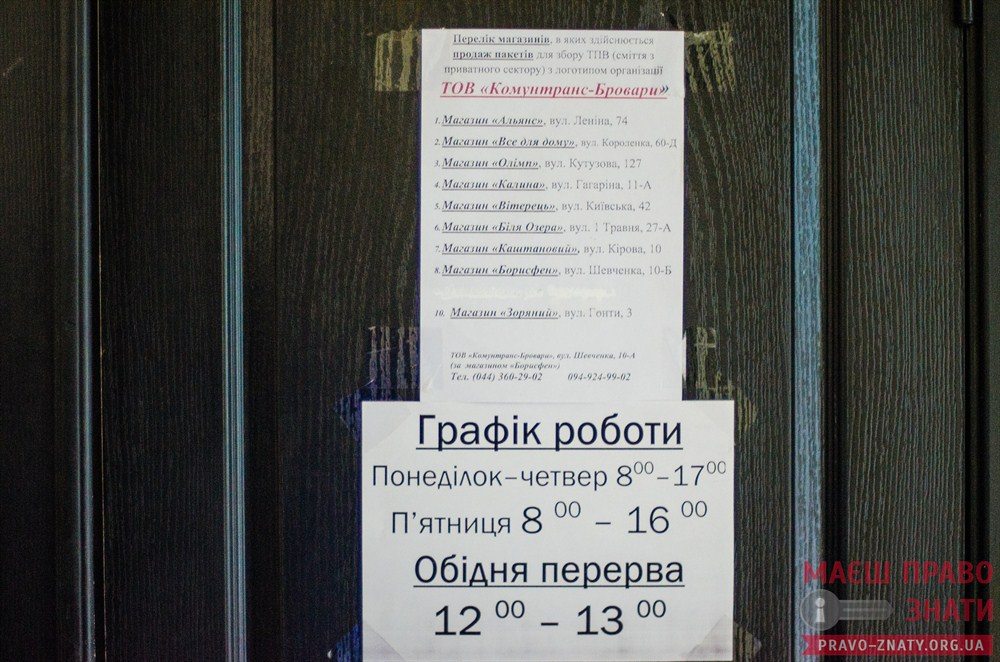 Перелік магазинів, в яких здійснюється
продаж пакетів для збору ТПВ (сміття з
приватного сектору) з логотипом організації
ТОВ «Комунтранс-Бровари»
1. Магазин «Альянс», вул. Леніна, 74
2. Магазин «Все для дому», вул. Короленка, 60-Д
3. Магазин «Олімп», вул. Кутузова, 127
4. Магазин «Калина», вул. Гагаріна, 11-А
5. Магазин «Вітерець», вул. Київська, 42
6. Магазин «Біля Озера», вул. 1 Травня, 27-А
7. Магазин «Каштановий», вул. Кірова, 10
8. Магазин «Борисфен», вул. Шевченка, 10-Б
10. Магазин «Зоряний», вул. Гонти, 3
ТОВ «Комунтранс-Бровари», вул. Шевченка, 10-А
(за магазином «Борисфен»)
Тел. (044) 360-29-02 094-924-99-02
Графік роботи
Понеділок–четвер 8⁰⁰–17⁰⁰
П’ятниця 8 ⁰⁰ – 16 ⁰⁰
Обідня перерва
12 ⁰⁰ – 13 ⁰⁰
МАЄШ ПРАВО
ЗНАТИ
PRAVO-ZNATY.ORG.UA